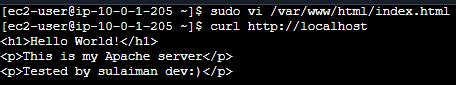 [ec2-user@ip-10-0-1-205 ~]$ sudo vi /var/www/html/index.html
[ec2-user@ip-10-0-1-205 ~]$ curl http://localhost
<h1>Hello World!</h1>
<p>This is my Apache server</p>
<p>Tested by sulaiman dev:)</p>